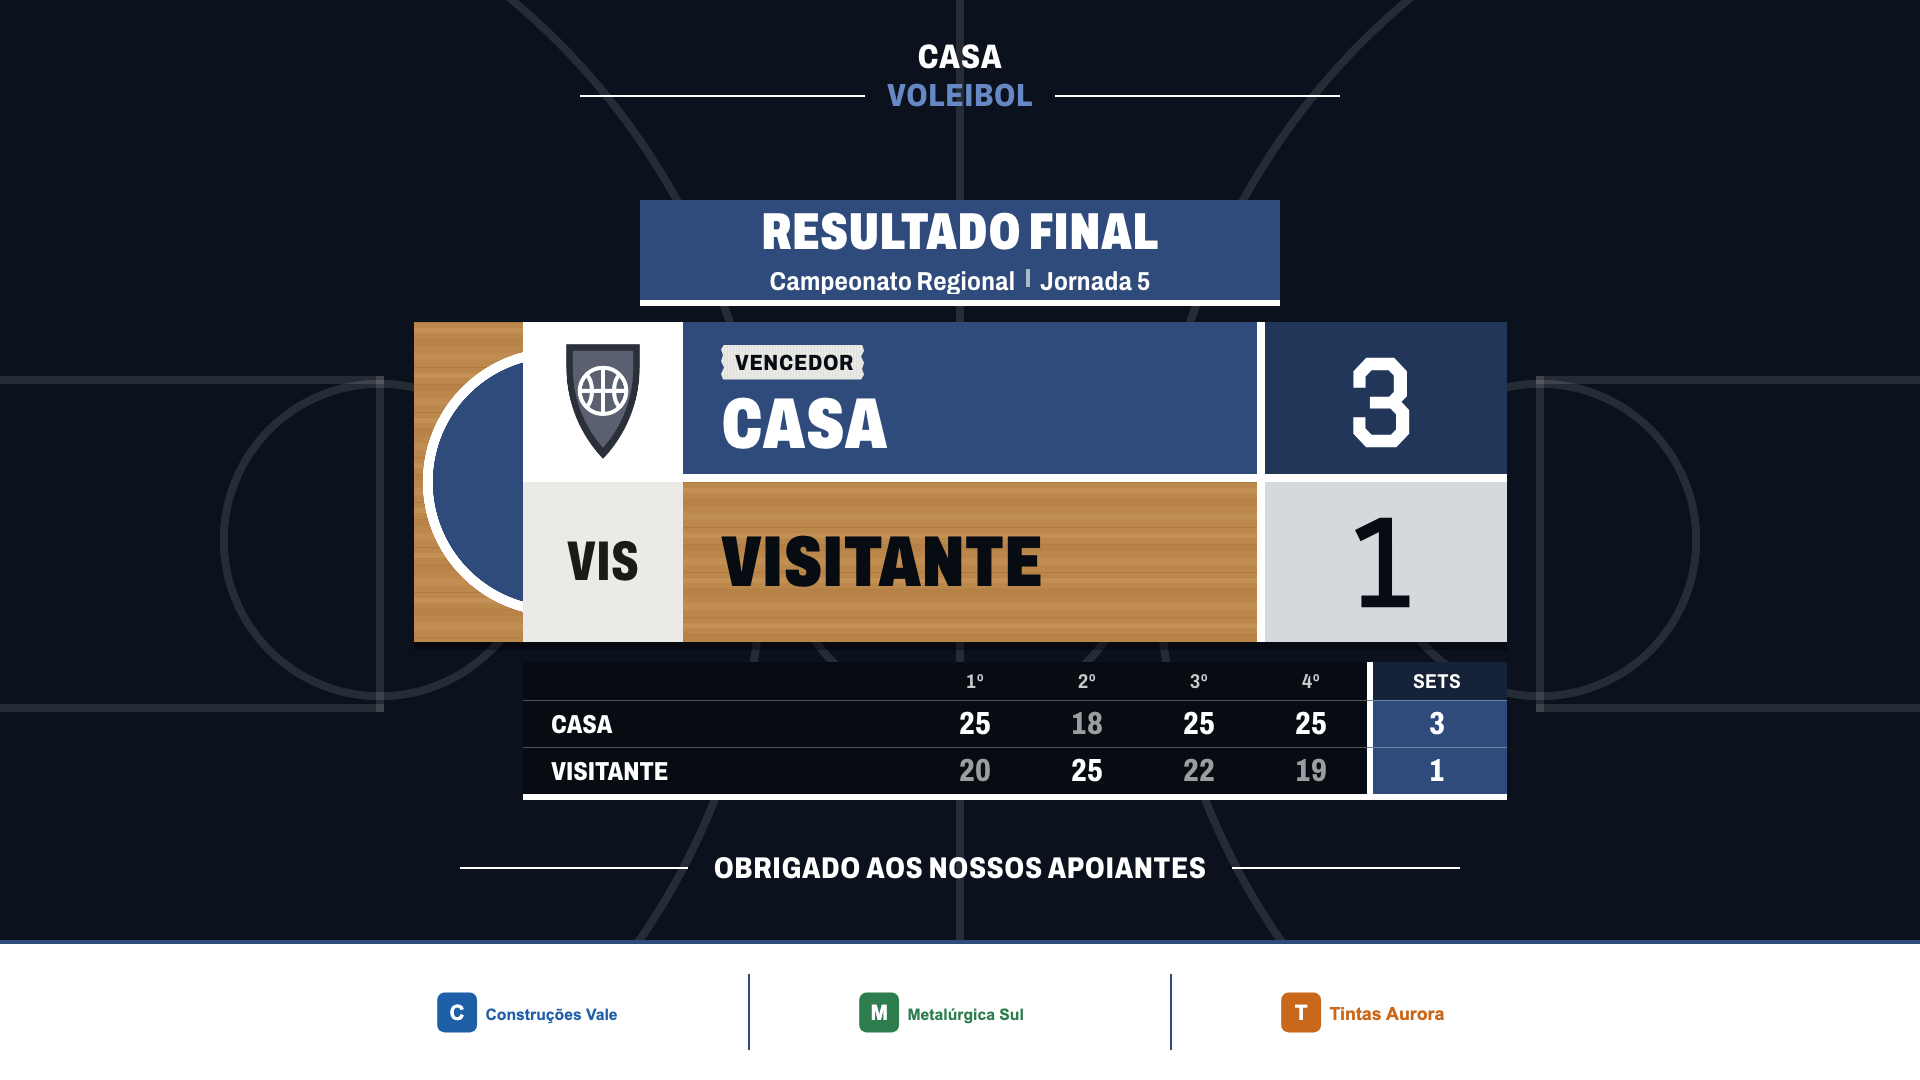 CASA
VOLEIBOL
RESULTADO FINAL
Campeonato Regional | Jornada 5
VENCEDOR
CASA
3
VIS
VISITANTE
1
1º 2º 3º 4º SETS
CASA 25 18 25 25 3
VISITANTE 20 25 22 19 1
OBRIGADO AOS NOSSOS APOIANTES
C Construções Vale
M Metalúrgica Sul
T Tintas Aurora